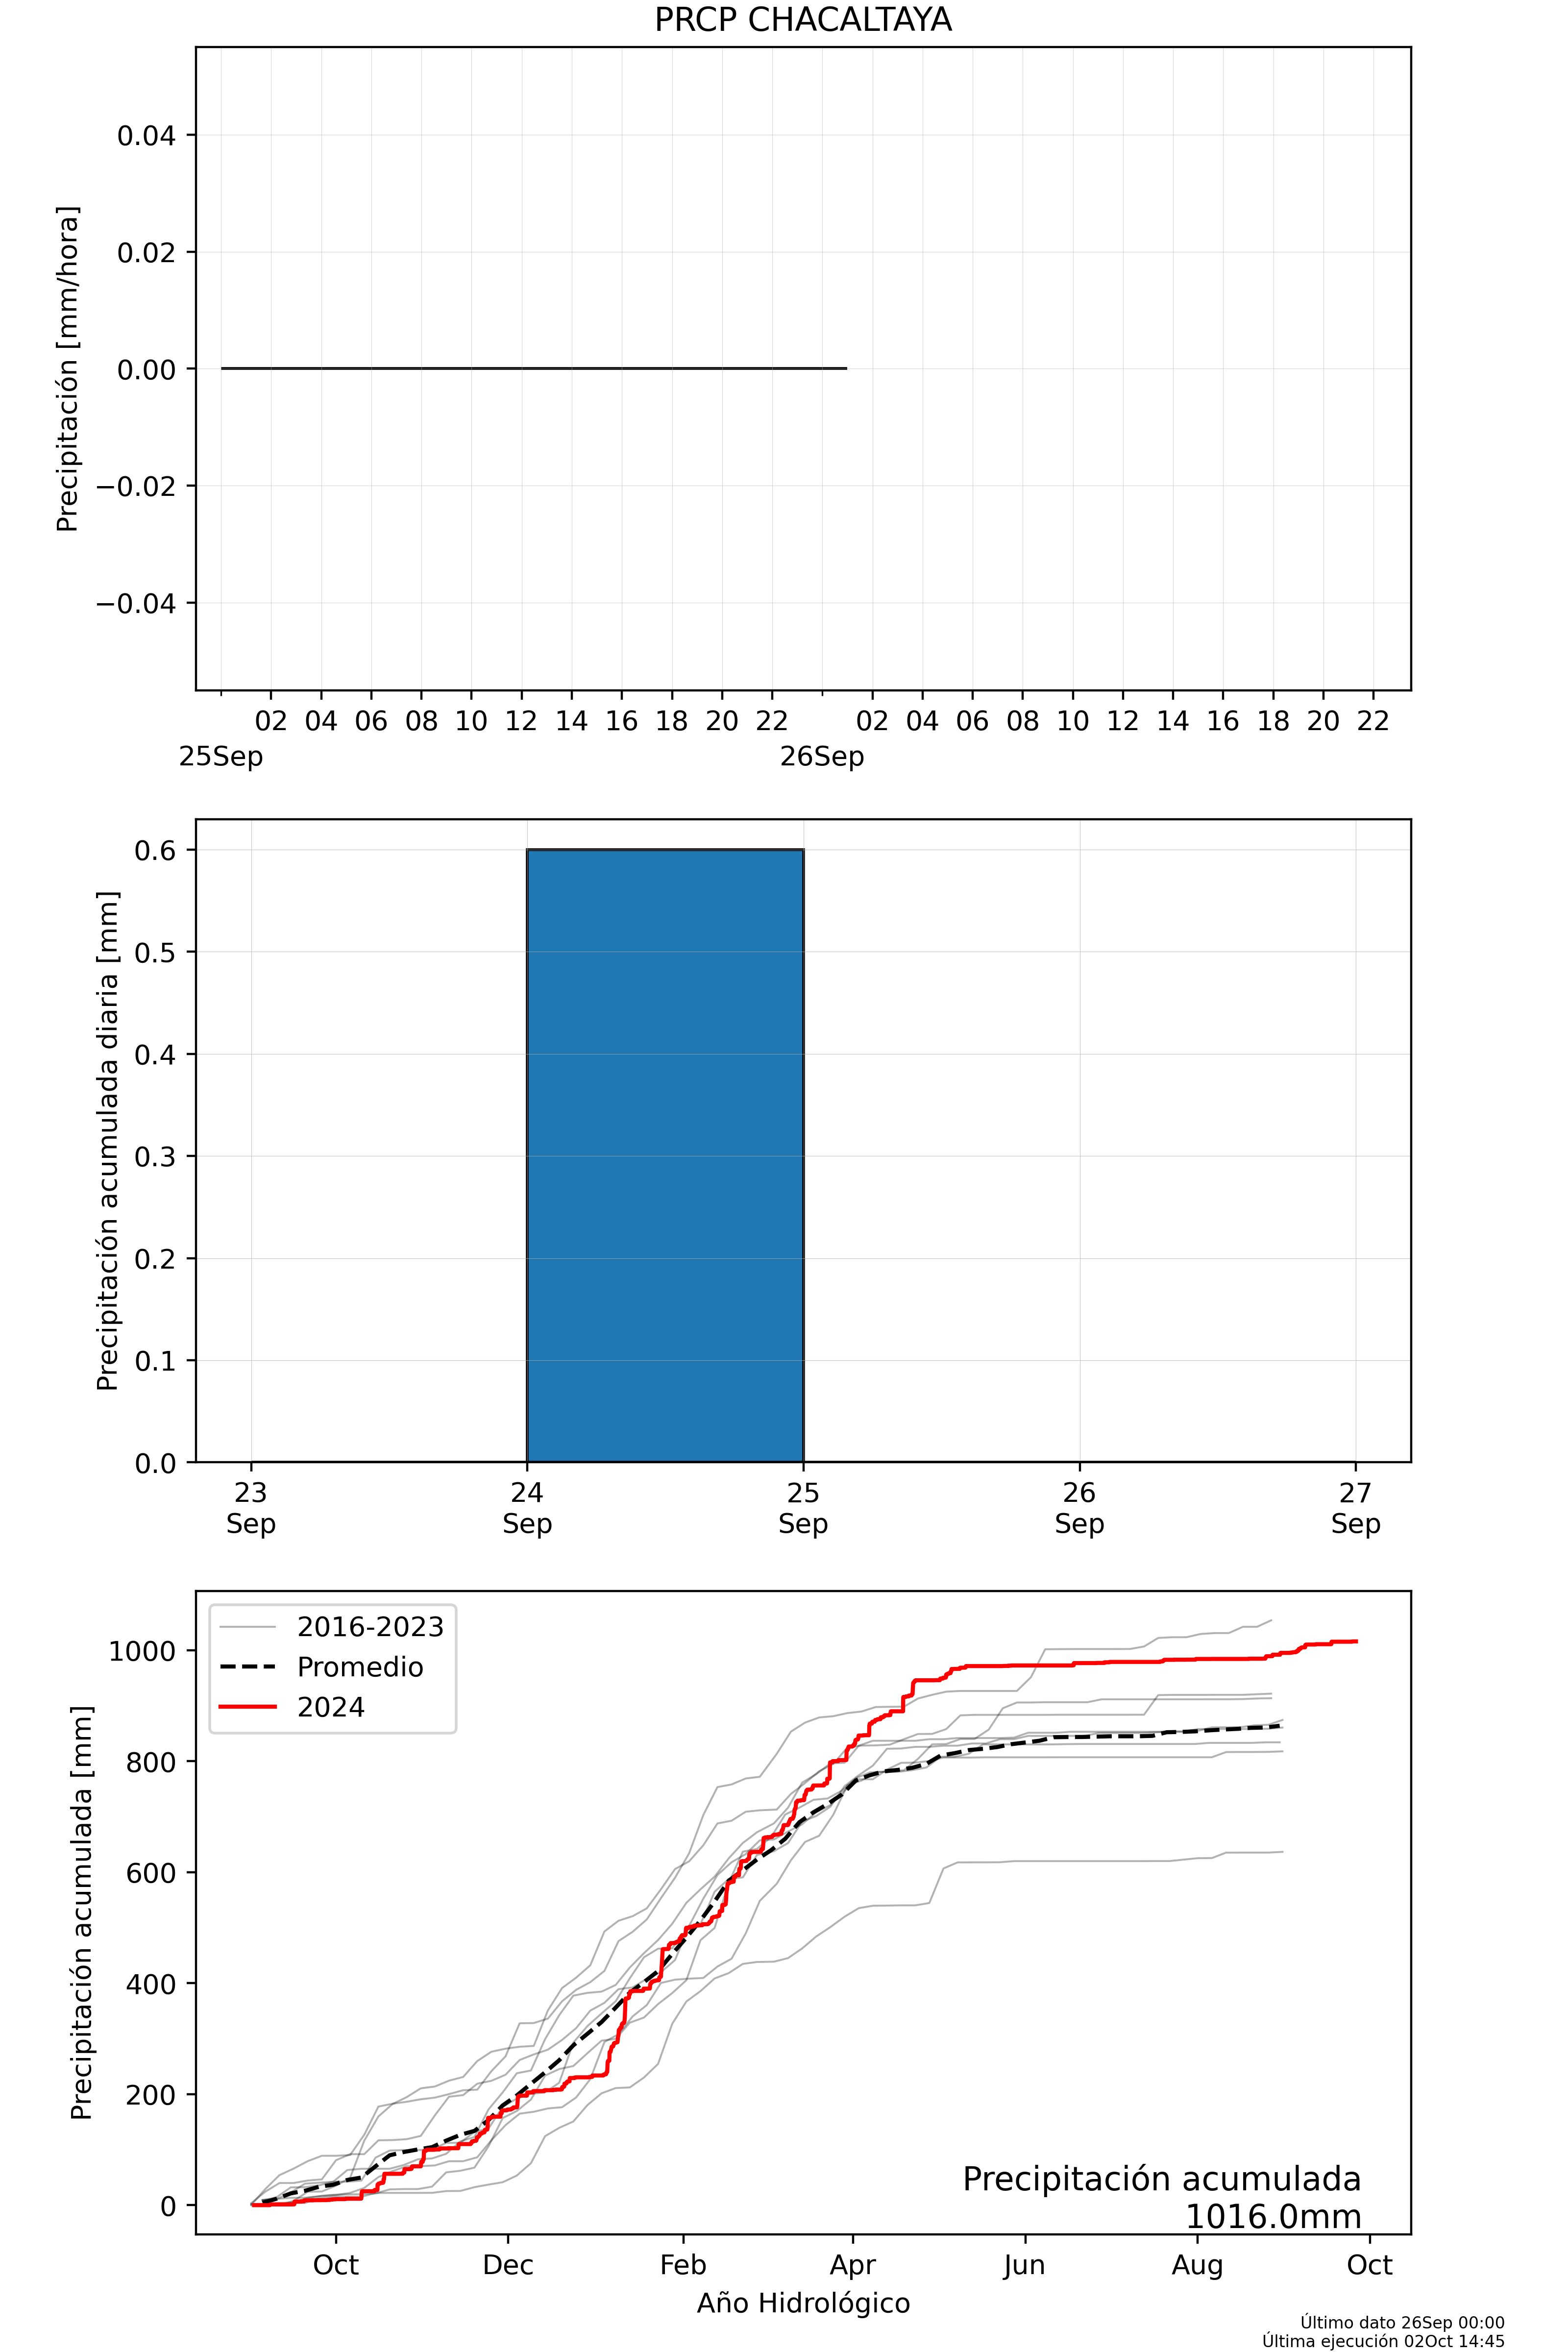 PRCP CHACALTAYA
Precipitación [mm/hora]
0.04
0.02
0.00
−0.02
−0.04
02 04 06 08 10 12 14 16 18 20 22 02 04 06 08 10 12 14 16 18 20 22
25Sep 26Sep
Precipitación acumulada diaria [mm]
0.6
0.5
0.4
0.3
0.2
0.1
0.0
23 24 25 26 27
Sep Sep Sep Sep Sep
Precipitación acumulada [mm]
1000
800
600
400
200
0
2016-2023
Promedio
2024
Precipitación acumulada
1016.0mm
Oct Dec Feb Apr Jun Aug Oct
Año Hidrológico
Último dato 26Sep 00:00
Última ejecución 02Oct 14:45